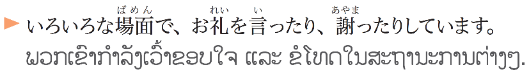 いろいろな場面で、お礼を言ったり、謝ったりしています。
ພວກເຂົາກຳລັງເວົ້າຂອບໃຈ ແລະ ຂໍໂທດໃນສະຖານະການຕ່າງໆ.